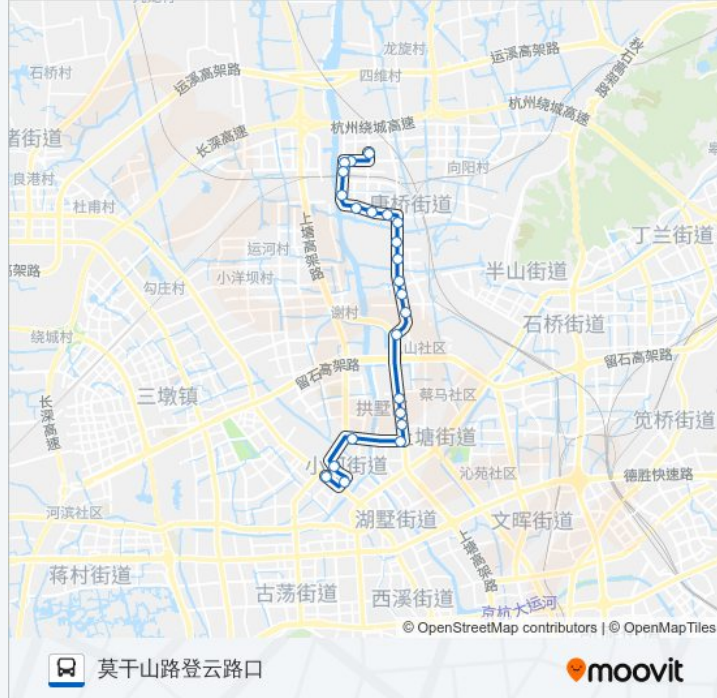 龙旋村
石桥村
运溪高架路
四维村
运溪高架路
秋石高架路
杭州绕城高速
杭州绕城高速
长深高速
诸街道
良港村
向阳村
杜甫村
康桥街道
上塘高架路
丁兰街道
运河村
高架路
小洋坝村
半山街道
勾庄村
谢村
石桥街道
绕城村
山社区
留石高架路
留石高架路
长深高速
三墩镇
蔡马社区
拱墅
笕桥街道
上塘街道
小河街道
沁苑社区
德胜快速路
河滨社区
湖墅街道
文晖街道
上塘高架路
蒋村街道
古荡街道
西溪街道
京杭大运河
© OpenStreetMap contributors | © OpenMapTiles
莫干山路登云路口
moovit